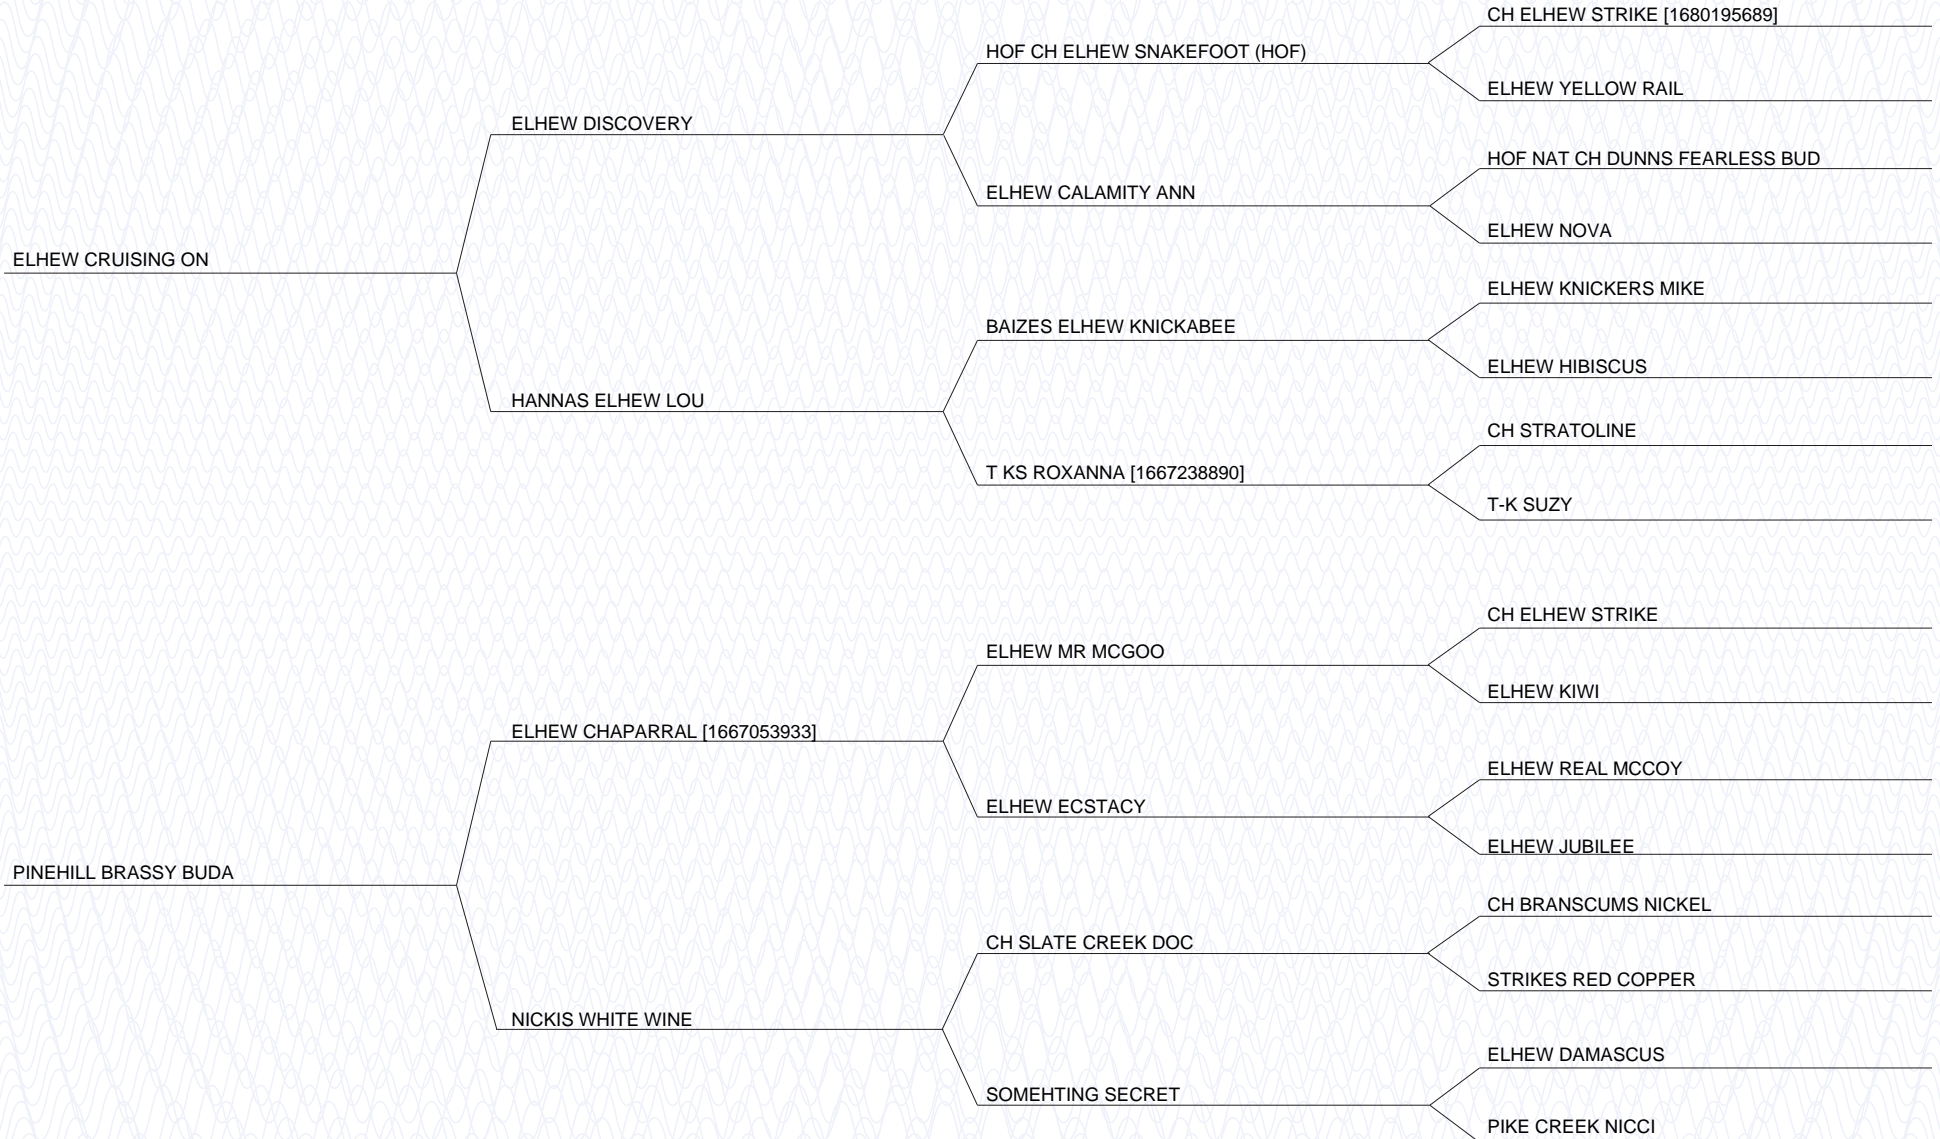 CH ELHEW STRIKE [1680195689]
HOF CH ELHEW SNAKEFOOT (HOF)
ELHEW YELLOW RAIL
ELHEW DISCOVERY
HOF NAT CH DUNNS FEARLESS BUD
ELHEW CALAMITY ANN
ELHEW NOVA
ELHEW CRUISING ON
ELHEW KNICKERS MIKE
BAIZES ELHEW KNICKABEE
ELHEW HIBISCUS
HANNAS ELHEW LOU
CH STRATOLINE
T KS ROXANNA [1667238890]
T-K SUZY
CH ELHEW STRIKE
ELHEW MR MCGOO
ELHEW KIWI
ELHEW CHAPARRAL [1667053933]
ELHEW REAL MCCOY
ELHEW ECSTACY
ELHEW JUBILEE
PINEHILL BRASSY BUDA
CH BRANSCUMS NICKEL
CH SLATE CREEK DOC
STRIKES RED COPPER
NICKIS WHITE WINE
ELHEW DAMASCUS
SOMEHTING SECRET
PIKE CREEK NICCI